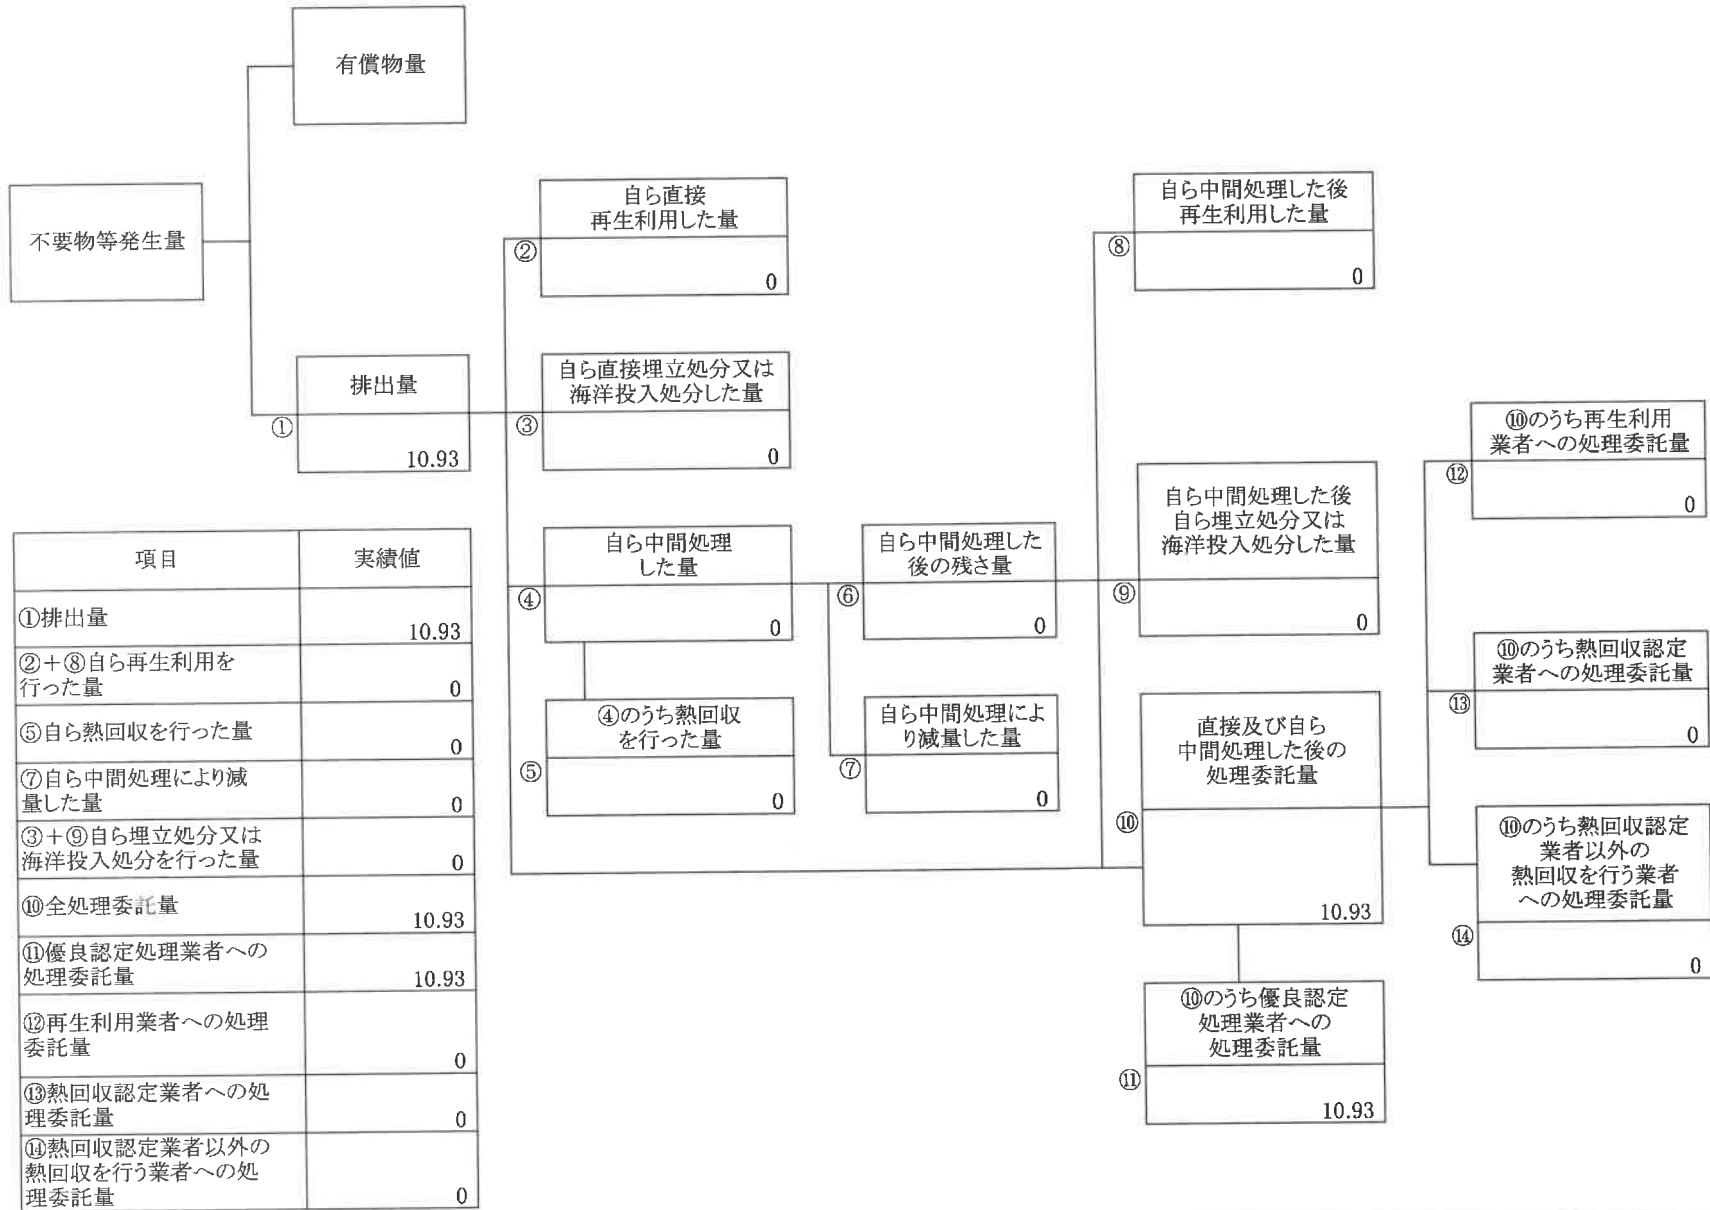 有償物量
不要物等発生量
排出量
①
10.93
自ら直接
再生利用した量
②
0
自ら直接埋立処分又は
海洋投入処分した量
③
0
自ら中間処理
した量
④
0
④のうち熱回収
を行った量
⑤
0
自ら中間処理した
後の残さ量
⑥
0
自ら中間処理によ
り減量した量
⑦
0
自ら中間処理した後
再生利用した量
⑧
0
自ら中間処理した後
自ら埋立処分又は
海洋投入処分した量
⑨
0
直接及び自ら
中間処理した後の
処理委託量
⑩
10.93
⑩のうち優良認定
処理業者への
処理委託量
⑪
10.93
⑩のうち再生利用
業者への処理委託量
⑫
0
⑩のうち熱回収認定
業者への処理委託量
⑬
0
⑩のうち熱回収認定
業者以外の
熱回収を行う業者
への処理委託量
⑭
0
項目 実績値
①排出量 10.93
②+⑧自ら再生利用を
行った量 0
⑤自ら熱回収を行った量 0
⑦自ら中間処理により減
量した量 0
③+⑨自ら埋立処分又は
海洋投入処分を行った量 0
⑩全処理委託量 10.93
⑪優良認定処理業者への
処理委託量 10.93
⑫再生利用業者への処理
委託量 0
⑬熱回収認定業者への処
理委託量 0
⑭熱回収認定業者以外の
熱回収を行う業者への処
理委託量 0